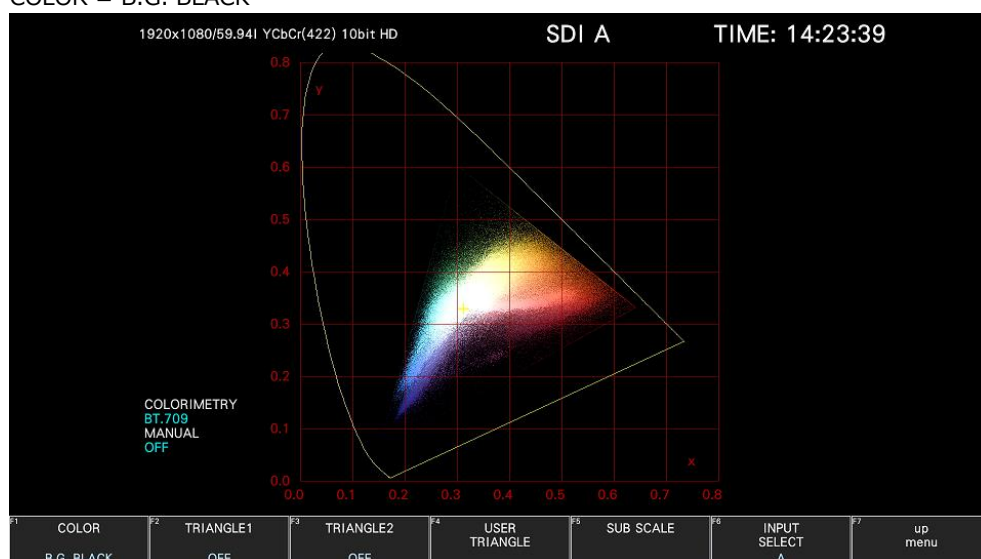 COLOR = B.G. BLACK
1920x1080/59.94I YCbCr(422) 10bit HD SDI A TIME: 14:23:39
0.8
y
0.7
0.6
0.5
0.4
0.3
0.2
COLORIMETRY
BT.709
0.1
MANUAL
OFF
x
0.0
0.0 0.1 0.2 0.3 0.4 0.5 0.6 0.7 0.8
F1 COLOR F2 TRIANGLE1 F3 TRIANGLE2 F4 USER F5 SUB SCALE F6 INPUT F7 up
TRIANGLE SELECT menu
B.G. BLACK OFF OFF A